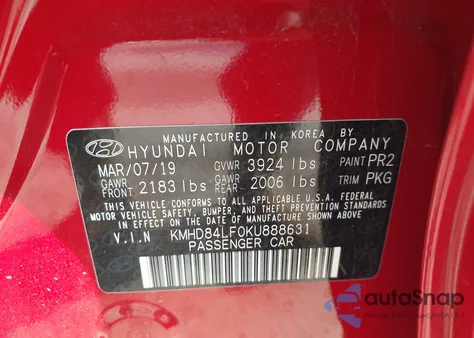 MANUFACTURED IN KOREA BY
HYUNDAI MOTOR COMPANY
MAR/07/19 GVWR 3924 lbs PAINT PR2
GAWR FRONT 2183 lbs GAWR REAR 2006 lbs TRIM PKG
THIS VEHICLE CONFORMS TO ALL APPLICABLE U.S.A. FEDERAL
MOTOR VEHICLE SAFETY, BUMPER, AND THEFT PREVENTION STANDARDS
IN EFFECT ON THE DATE OF MANUFACTURE SHOWN ABOVE.
V.I.N KMHD84LF0KU888631
PASSENGER CAR
autoSnap